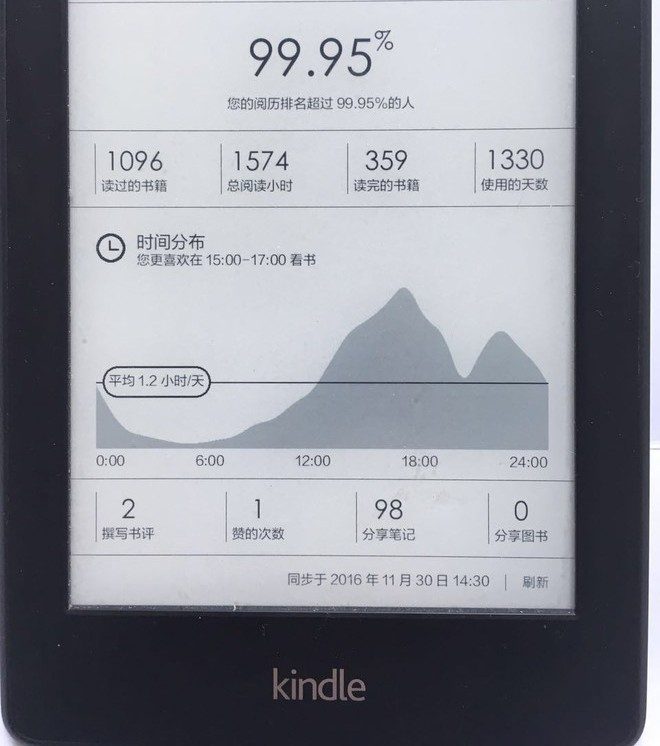 99.95%
您的阅历排名超过 99.95%的人
1096 1574 359 1330
读过的书籍 总阅读小时 读完的书籍 使用的天数
时间分布
您更喜欢在 15:00-17:00 看书
平均 1.2 小时/天
0:00 6:00 12:00 18:00 24:00
2 1 98 0
撰写书评 赞的次数 分享笔记 分享图书
同步于 2016 年 11 月 30 日 14:30 | 刷新
kindle